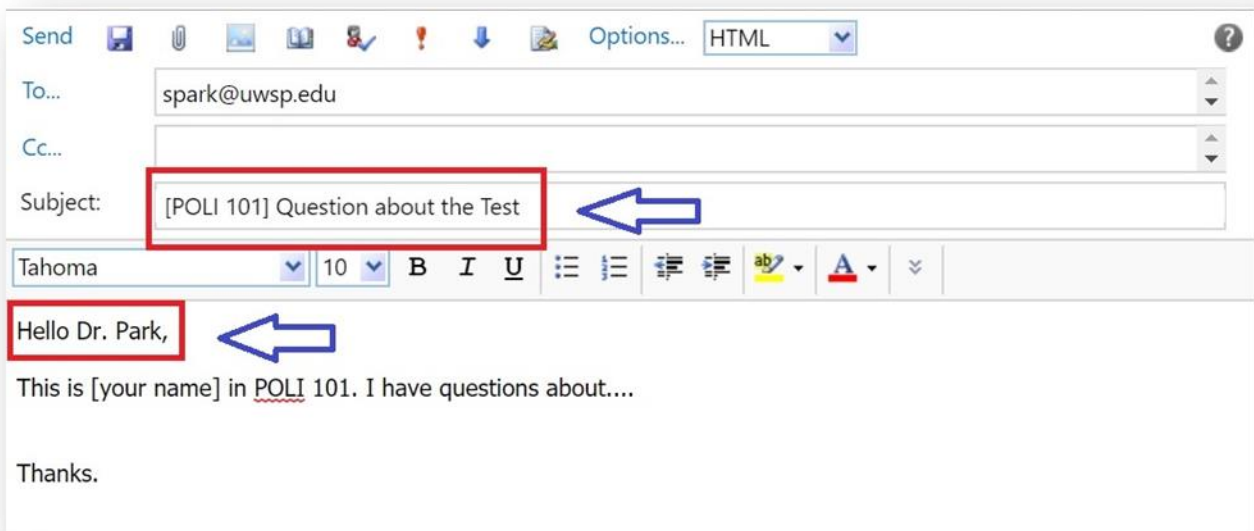 Send Options... HTML
To... spark@uwsp.edu
Cc...
Subject: [POLI 101] Question about the Test
Tahoma 10 B I U ab A
Hello Dr. Park,
This is [your name] in POLI 101. I have questions about....
Thanks.